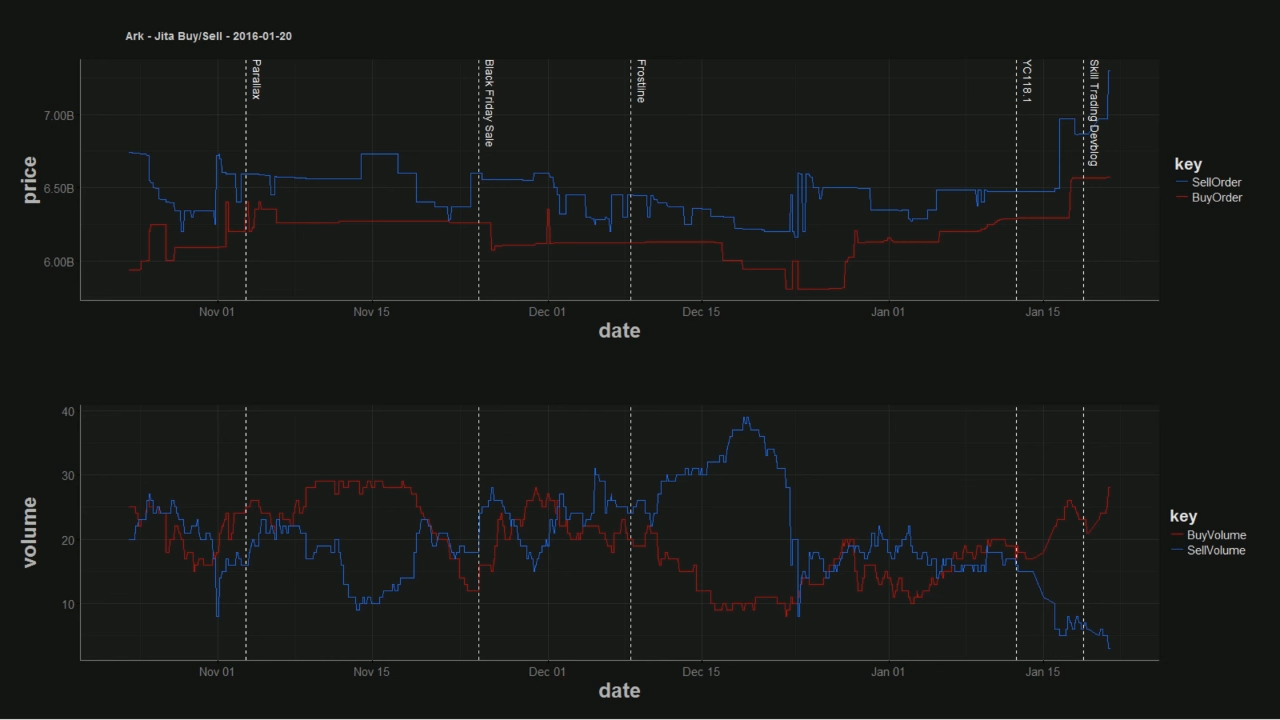 Ark - Jita Buy/Sell - 2016-01-20
Parallax
Black Friday Sale
Frostline
YC118.1
Skill Trading Devblog
price
7.00B
6.50B
6.00B
Nov 01
Nov 15
Dec 01
Dec 15
Jan 01
Jan 15
date
key
SellOrder
BuyOrder
volume
40
30
20
10
Nov 01
Nov 15
Dec 01
Dec 15
Jan 01
Jan 15
date
key
BuyVolume
SellVolume